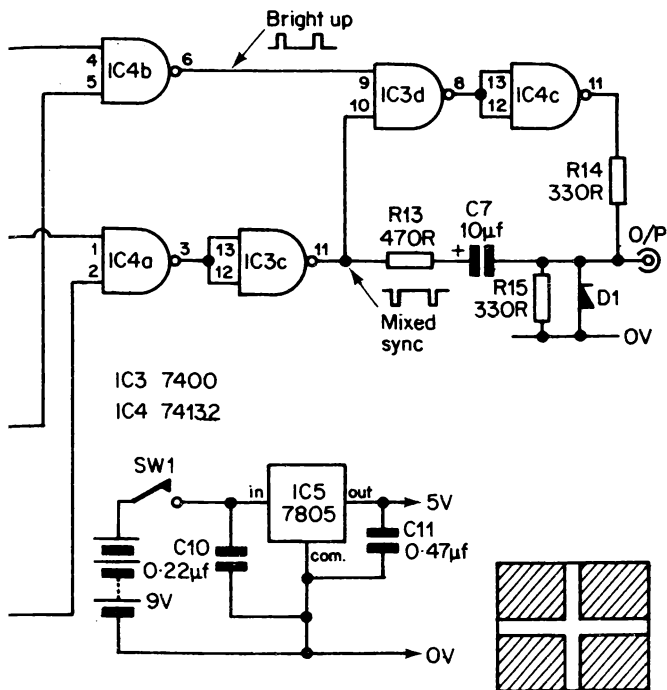 Bright up
4
5
IC4b
6
9
10
IC3d
8
13
12
IC4c
11
R14
330R
1
2
IC4a
3
13
12
IC3c
11
R13
470R
C7
+
10µf
O/P
R15
330R
D1
0V
Mixed
sync
IC3 7400
IC4 74132
SW1
in
IC5
7805
out
5V
com.
C10
0·22µf
C11
0·47µf
9V
0V